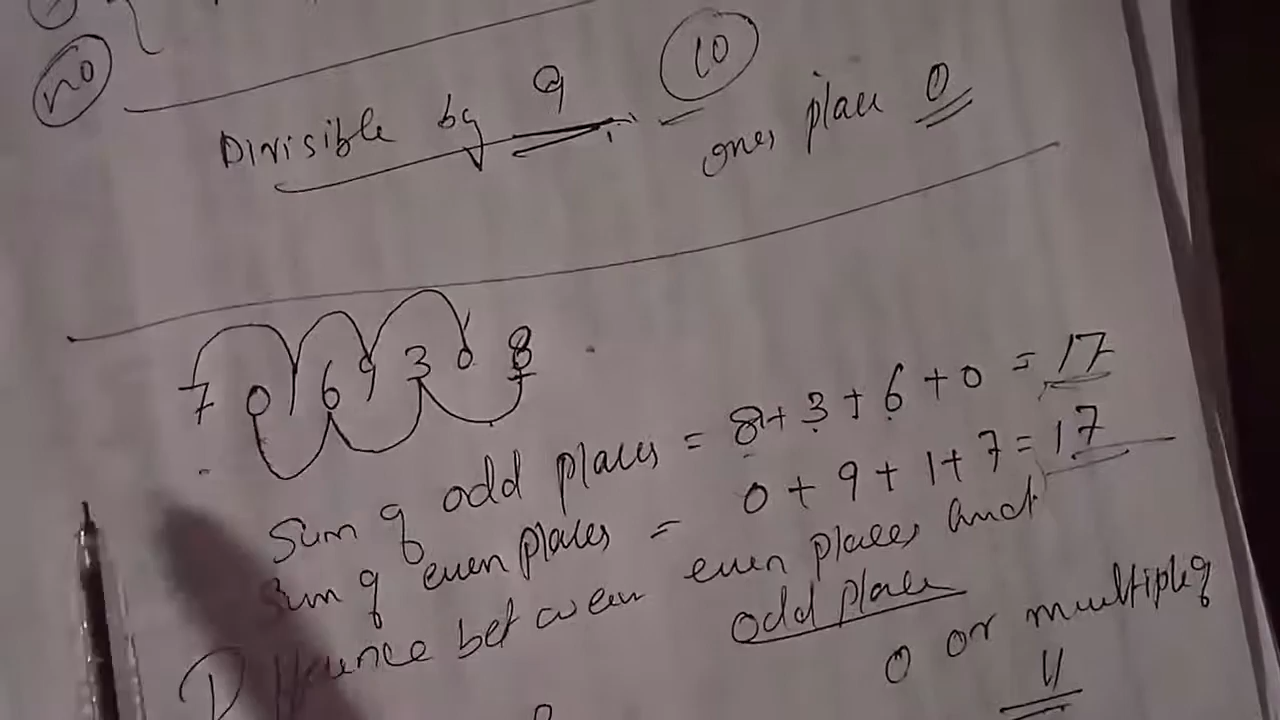 no
Divisible by 9
10
ones place 0
7 0 1 6 9 3 0 8
Sum of odd places = 8+3+6+0 = 17
Sum of even places = 0+9+1+7=17
Difference between even places and
odd place
0 or multiple of
11